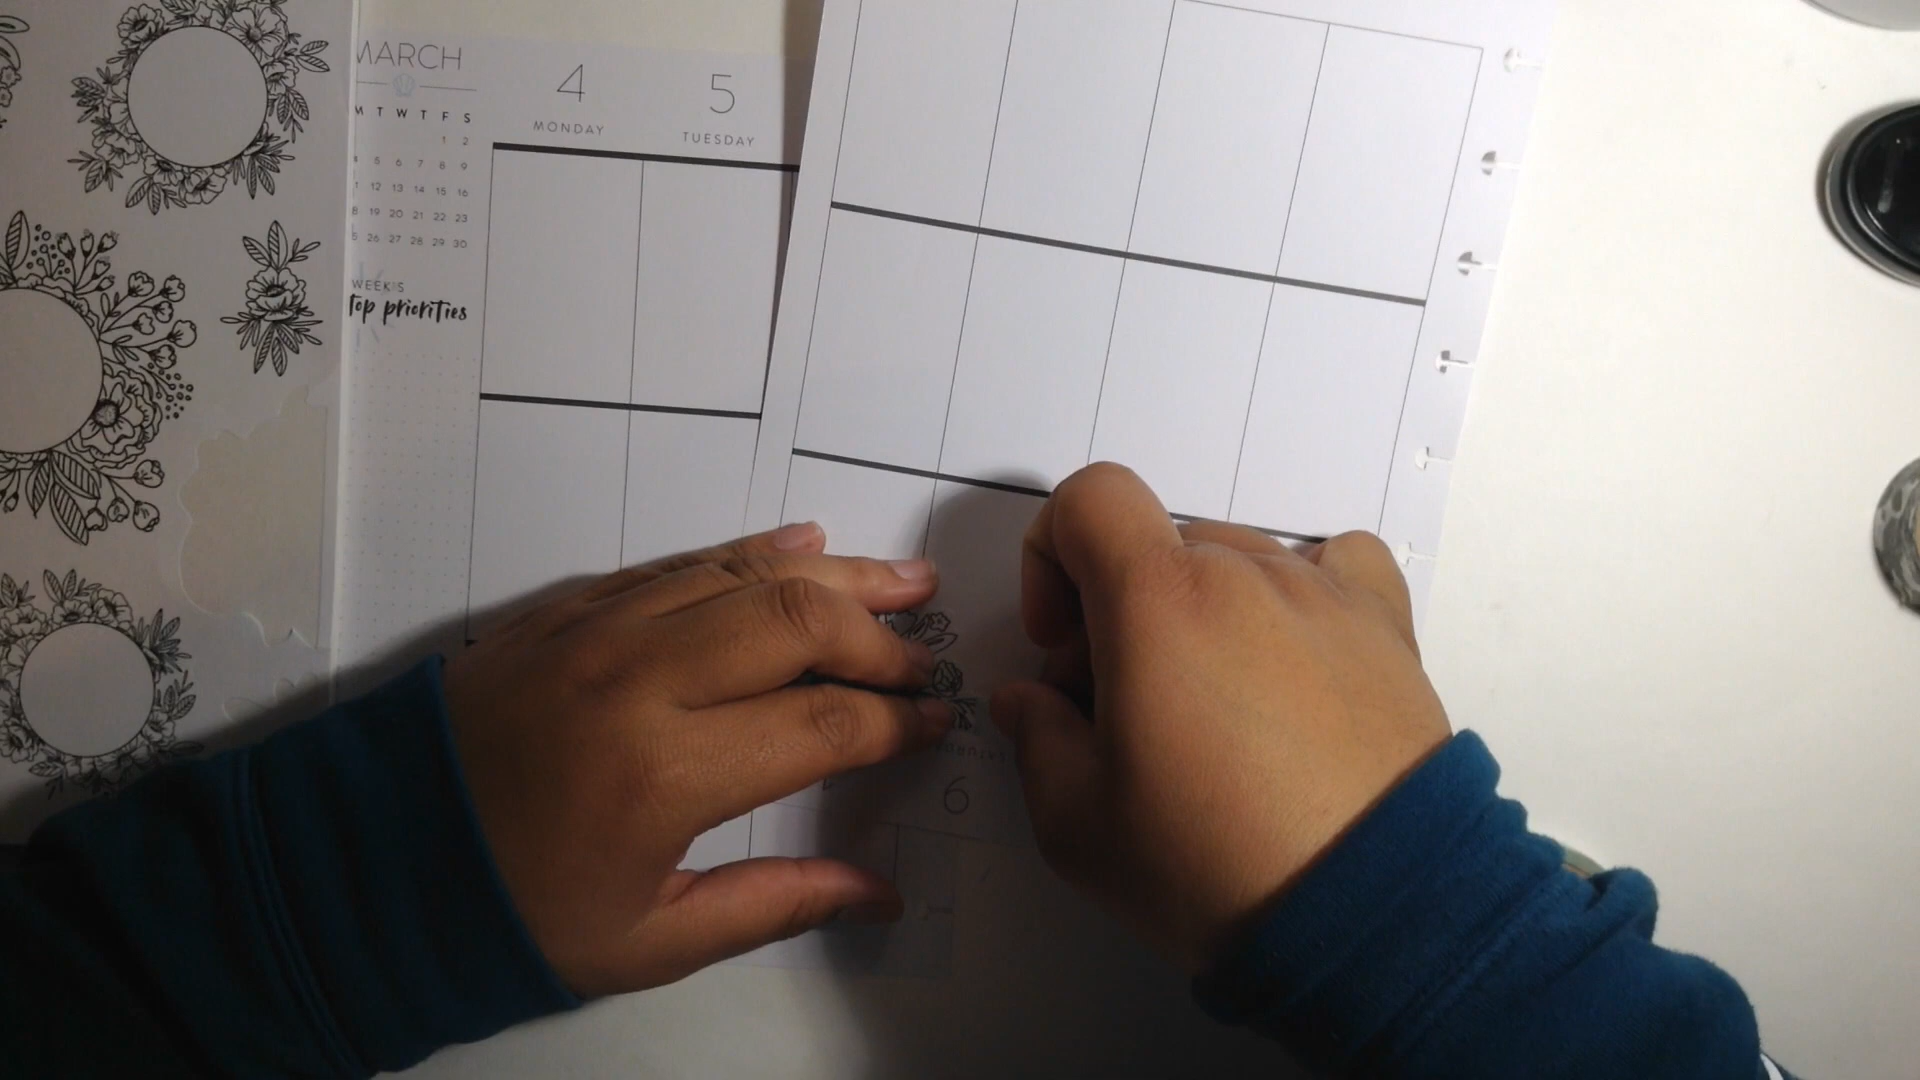 MARCH
M T W T F S
1 2
4 5 6 7 8 9
12 13 14 15 16
19 20 21 22 23
26 27 28 29 30
WEEK'S
top priorities
4
MONDAY
5
TUESDAY
6